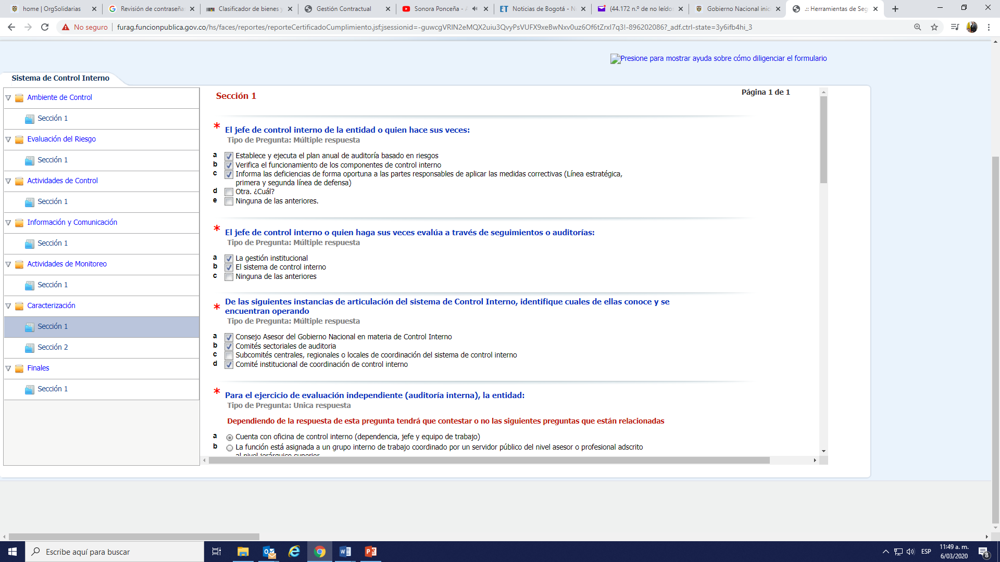 home | OrgSolidarias
Revisión de contraseña
Clasificador de bienes y
Gestión Contractual
Sonora Ponceña - A
Noticias de Bogotá - N
(44.172 n.º de no leído
Gobierno Nacional inic
.:: Herramientas de Seg
No seguro
furag.funcionpublica.gov.co/hs/faces/reportes/reporteCertificadoCumplimiento.jsf;jsessionid=-guwcgVRlN2eMQX2uiu3QvyPsVUFX9xeBwNxv0uz6Of6tZrxI7q3!-896202086?_adf.ctrl-state=3y6ifb4hi_3
Presione para mostrar ayuda sobre cómo diligenciar el formulario
Sistema de Control Interno
Ambiente de Control
Sección 1
Evaluación del Riesgo
Sección 1
Actividades de Control
Sección 1
Información y Comunicación
Sección 1
Actividades de Monitoreo
Sección 1
Caracterización
Sección 1
Sección 2
Finales
Sección 1
Sección 1
Página 1 de 1
* El jefe de control interno de la entidad o quien hace sus veces:
Tipo de Pregunta: Múltiple respuesta
a Establece y ejecuta el plan anual de auditoría basado en riesgos
b Verifica el funcionamiento de los componentes de control interno
c Informa las deficiencias de forma oportuna a las partes responsables de aplicar las medidas correctivas (Línea estratégica,
primera y segunda línea de defensa)
d Otra. ¿Cuál?
e Ninguna de las anteriores.
* El jefe de control interno o quien haga sus veces evalúa a través de seguimientos o auditorías:
Tipo de Pregunta: Múltiple respuesta
a La gestión institucional
b El sistema de control interno
c Ninguna de las anteriores
* De las siguientes instancias de articulación del sistema de Control Interno, identifique cuales de ellas conoce y se
encuentran operando
Tipo de Pregunta: Múltiple respuesta
a Consejo Asesor del Gobierno Nacional en materia de Control Interno
b Comités sectoriales de auditoria
c Subcomités centrales, regionales o locales de coordinación del sistema de control interno
d Comité institucional de coordinación de control interno
* Para el ejercicio de evaluación independiente (auditoría interna), la entidad:
Tipo de Pregunta: Unica respuesta
Dependiendo de la respuesta de esta pregunta tendrá que contestar o no las siguientes preguntas que están relacionadas
a Cuenta con oficina de control interno (dependencia, jefe y equipo de trabajo)
b La función está asignada a un grupo interno de trabajo coordinado por un servidor público del nivel asesor o profesional adscrito
al nivel jerárquico superior
Escribe aquí para buscar
ESP
11:49 a. m.
6/03/2020
8